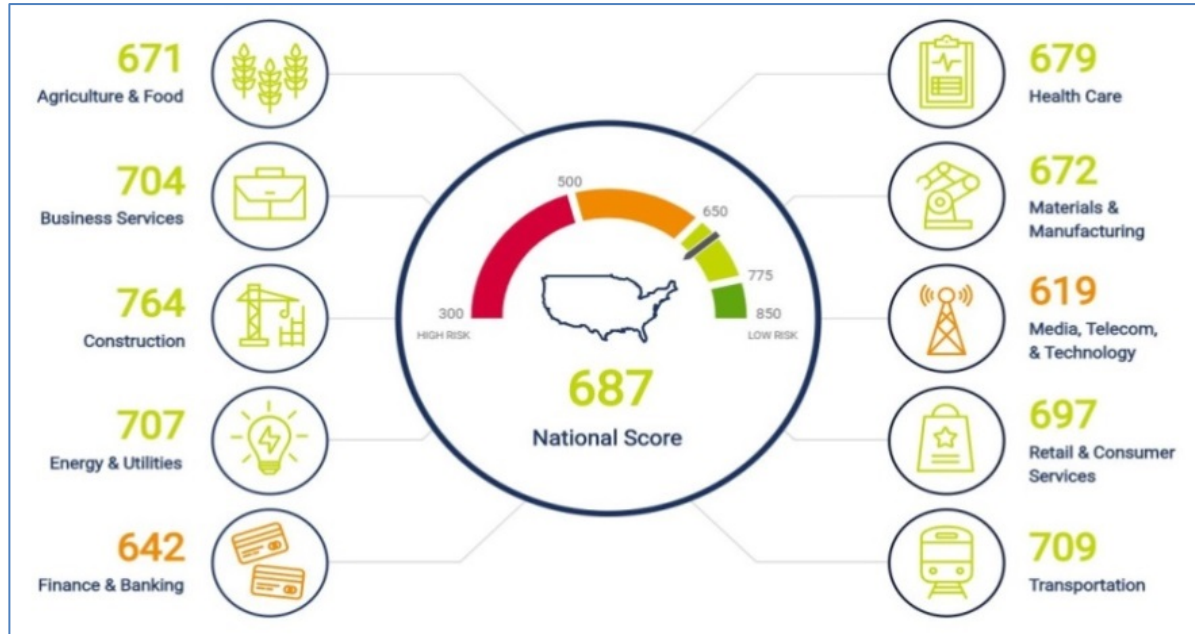 671
Agriculture & Food
704
Business Services
764
Construction
707
Energy & Utilities
642
Finance & Banking
500
650
775
300
HIGH RISK
850
LOW RISK
687
National Score
679
Health Care
672
Materials &
Manufacturing
619
Media, Telecom,
& Technology
697
Retail & Consumer
Services
709
Transportation